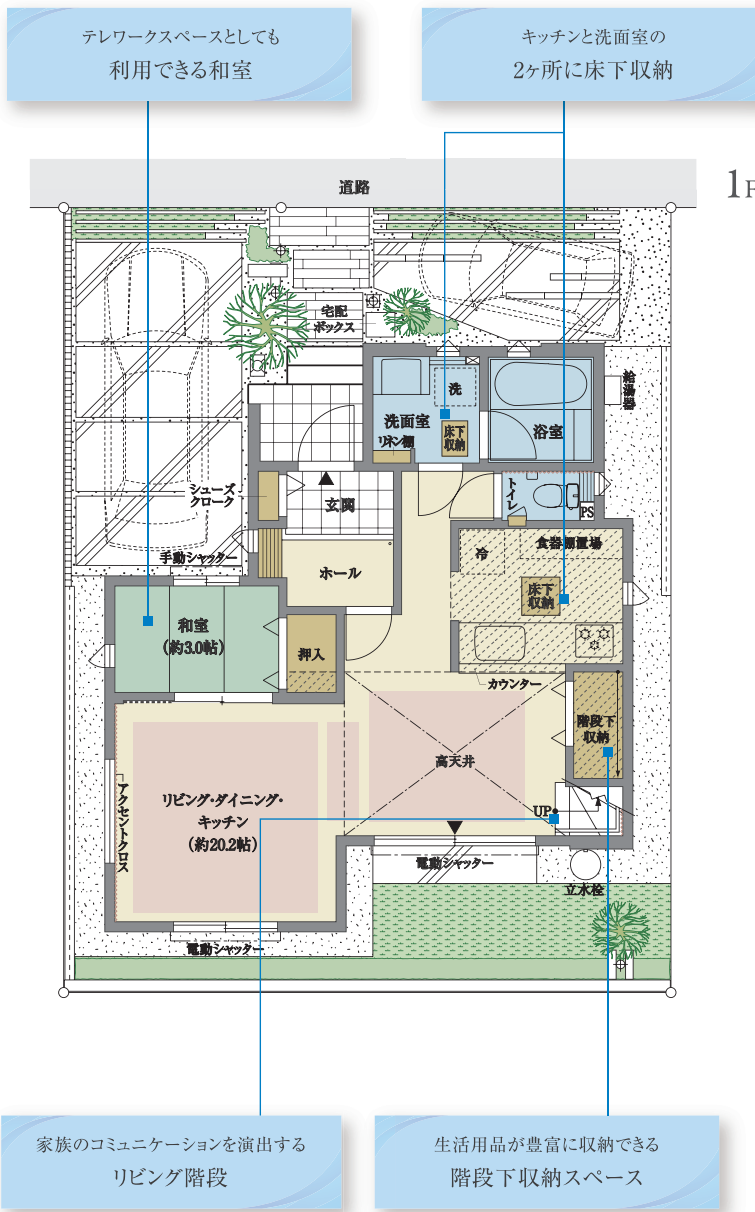 テレワークスペースとしても
利用できる和室
キッチンと洗面室の
2ヶ所に床下収納
道路
1F
宅配
ボックス
洗
洗面室
リネン棚
床下
収納
浴室
給湯器
シューズ
クローク
玄関
トイレ
PS
手動シャッター
ホール
冷
食器棚置場
床下
収納
和室
(約3.0帖)
押入
カウンター
階段下
収納
高天井
アクセントクロス
リビング・ダイニング・
キッチン
(約20.2帖)
UP
電動シャッター
立水栓
電動シャッター
家族のコミュニケーションを演出する
リビング階段
生活用品が豊富に収納できる
階段下収納スペース